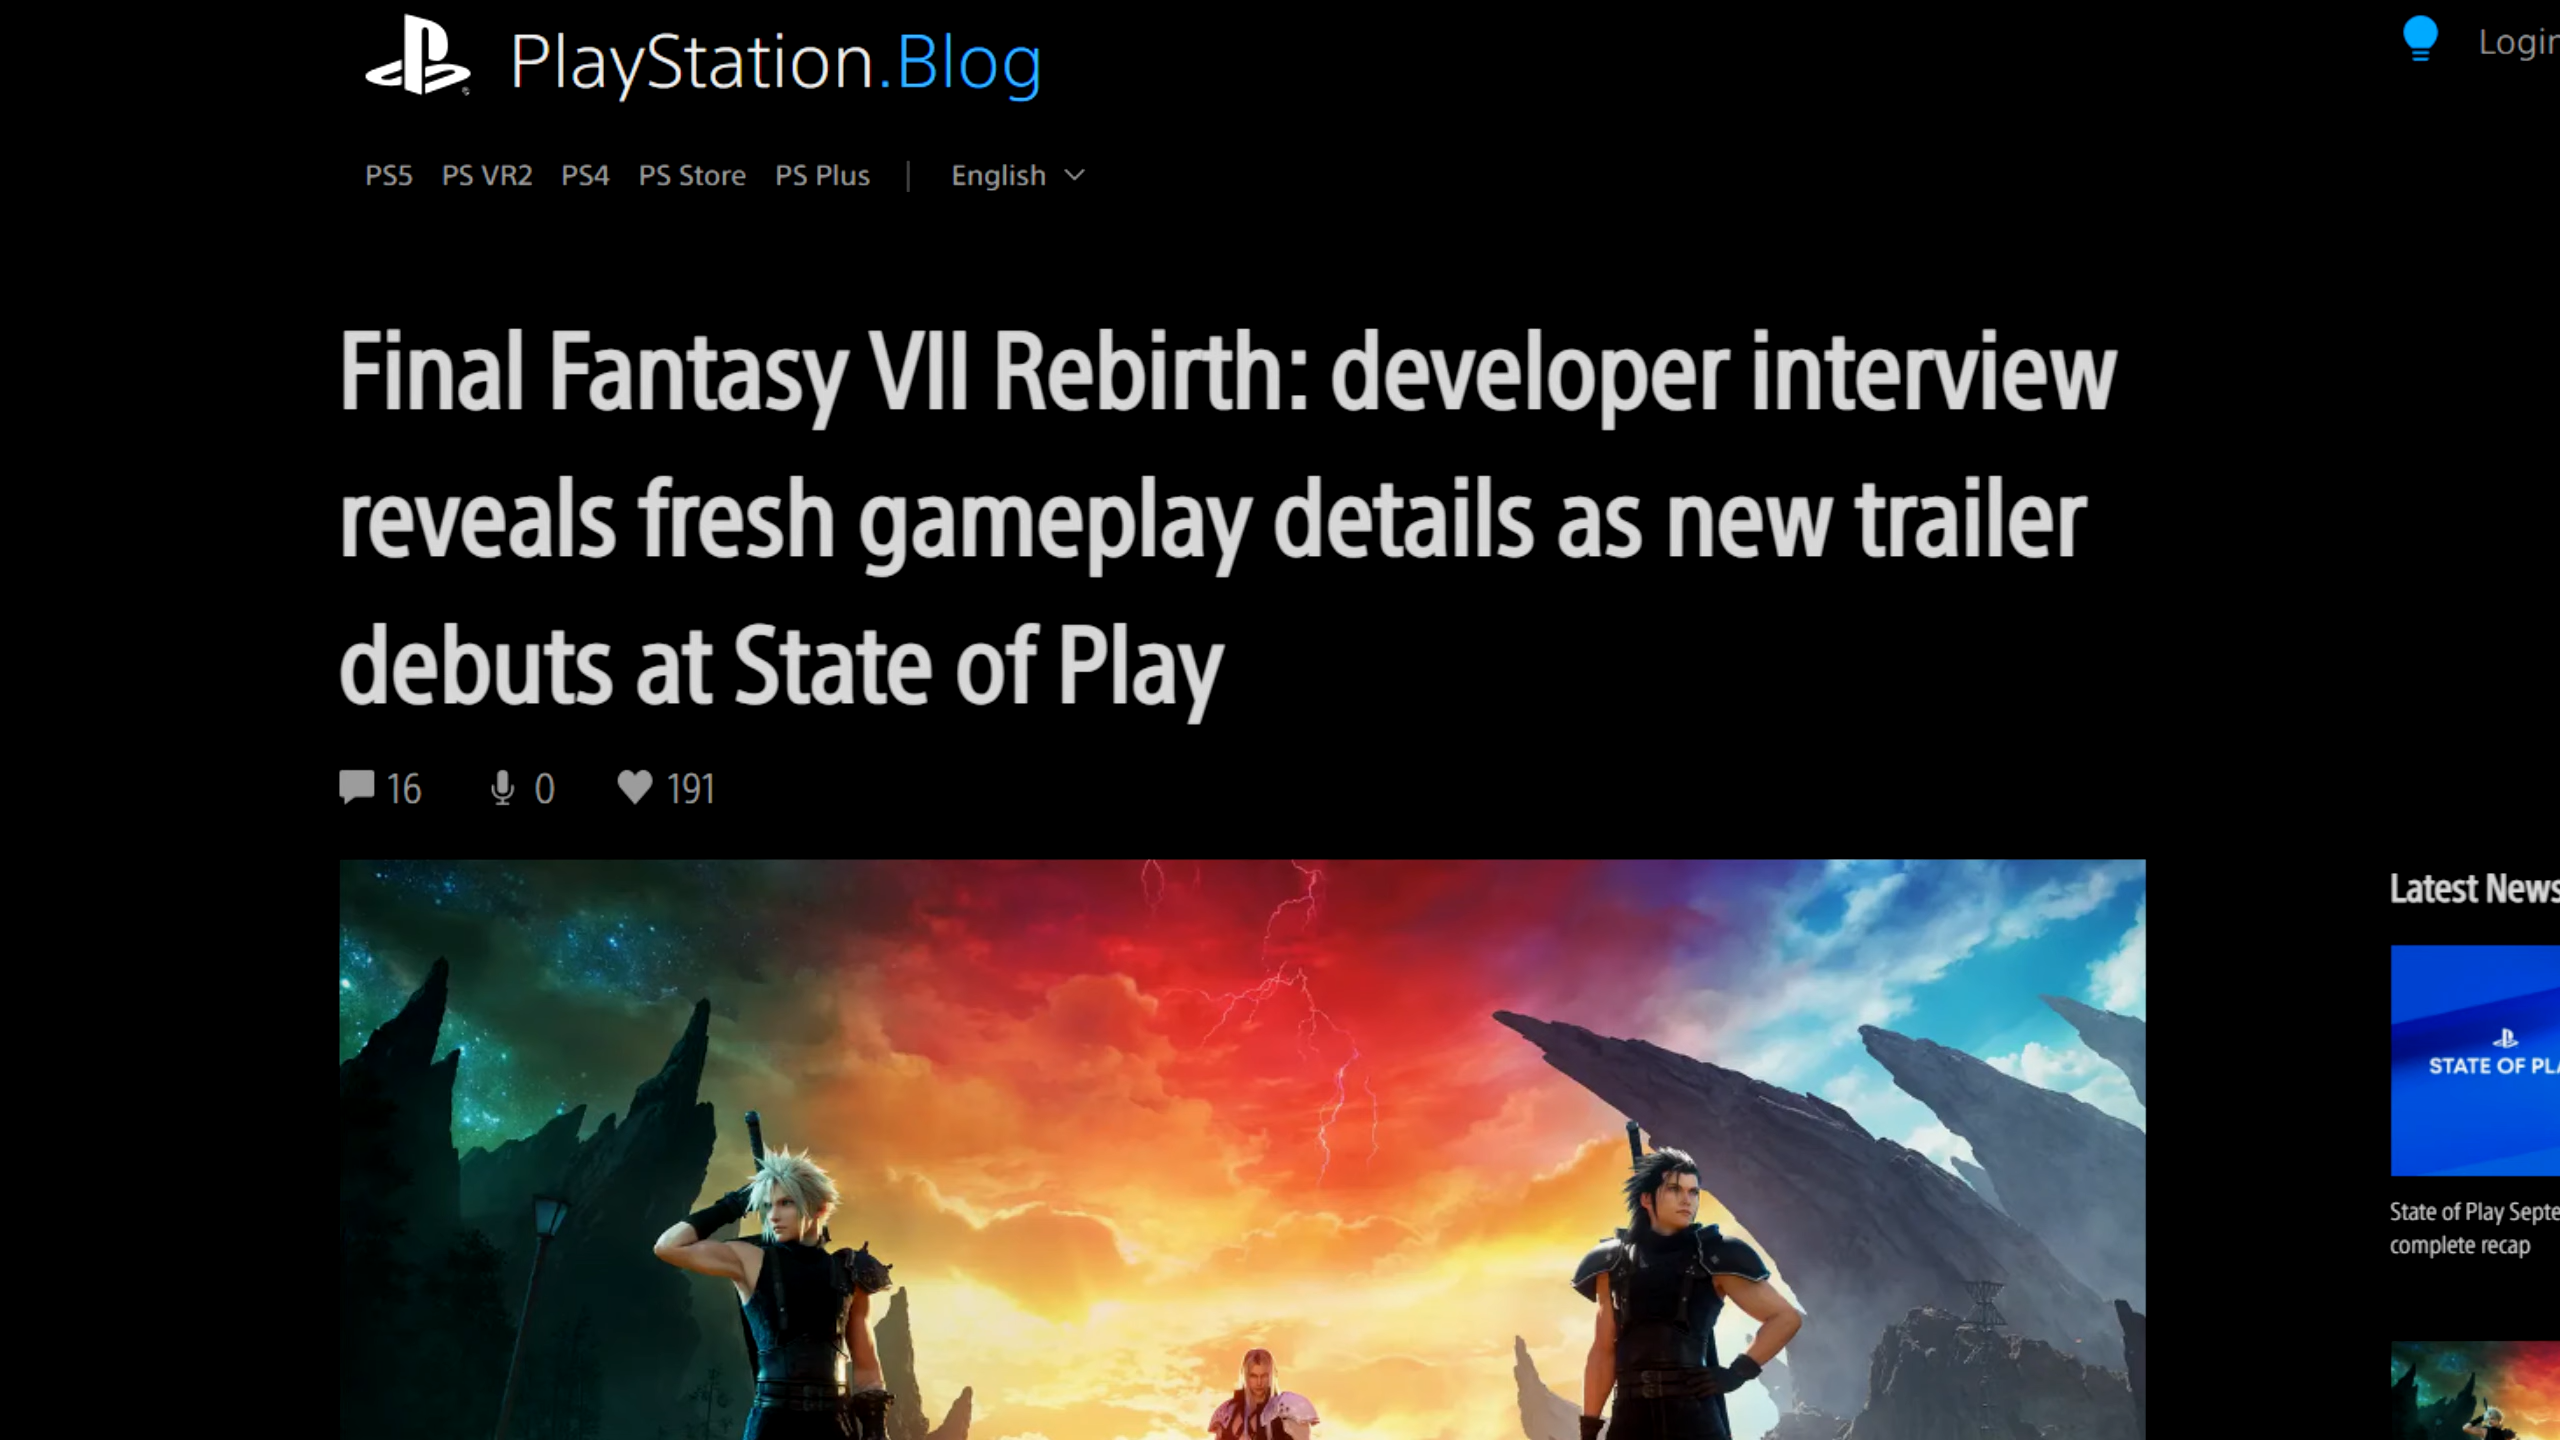 PlayStation.Blog
Login
PS5 PS VR2 PS4 PS Store PS Plus | English
Final Fantasy VII Rebirth: developer interview
reveals fresh gameplay details as new trailer
debuts at State of Play
16 0 191
Latest News
STATE OF PLA
State of Play Septe
complete recap